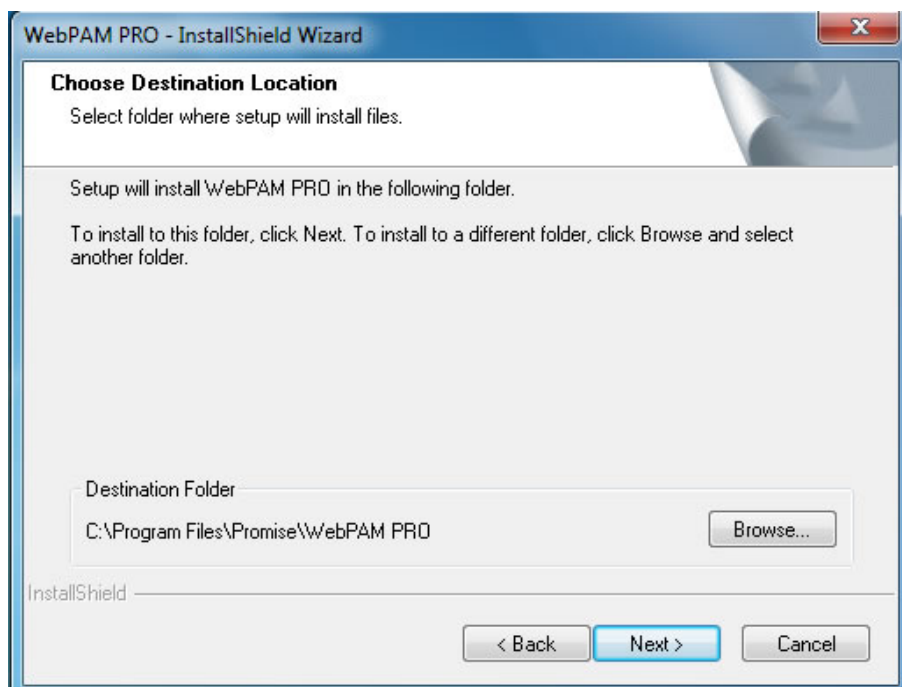 WebPAM PRO - InstallShield Wizard
Choose Destination Location
Select folder where setup will install files.
Setup will install WebPAM PRO in the following folder.
To install to this folder, click Next. To install to a different folder, click Browse and select
another folder.
Destination Folder
C:\Program Files\Promise\WebPAM PRO
Browse...
InstallShield
< Back
Next >
Cancel